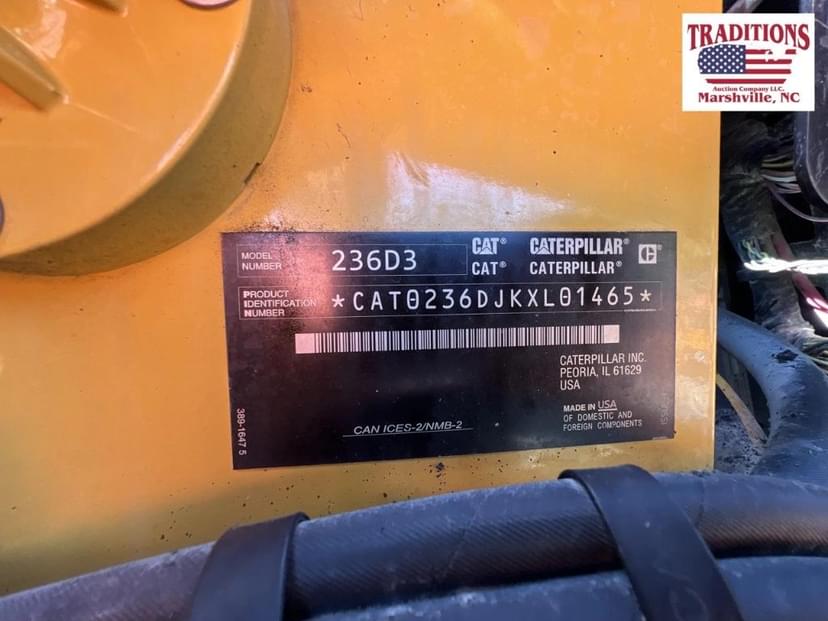 TRADITIONS
Auction Company LLC.
Marshville, NC
MODEL NUMBER 236D3
CAT® CATERPILLAR® C®
CAT® CATERPILLAR®
PRODUCT IDENTIFICATION NUMBER *CAT0236DJKXL01465*
CATERPILLAR INC.
PEORIA, IL 61629
USA
MADE IN USA
OF DOMESTIC AND
FOREIGN COMPONENTS
CAN ICES-2/NMB-2
389-1647 5